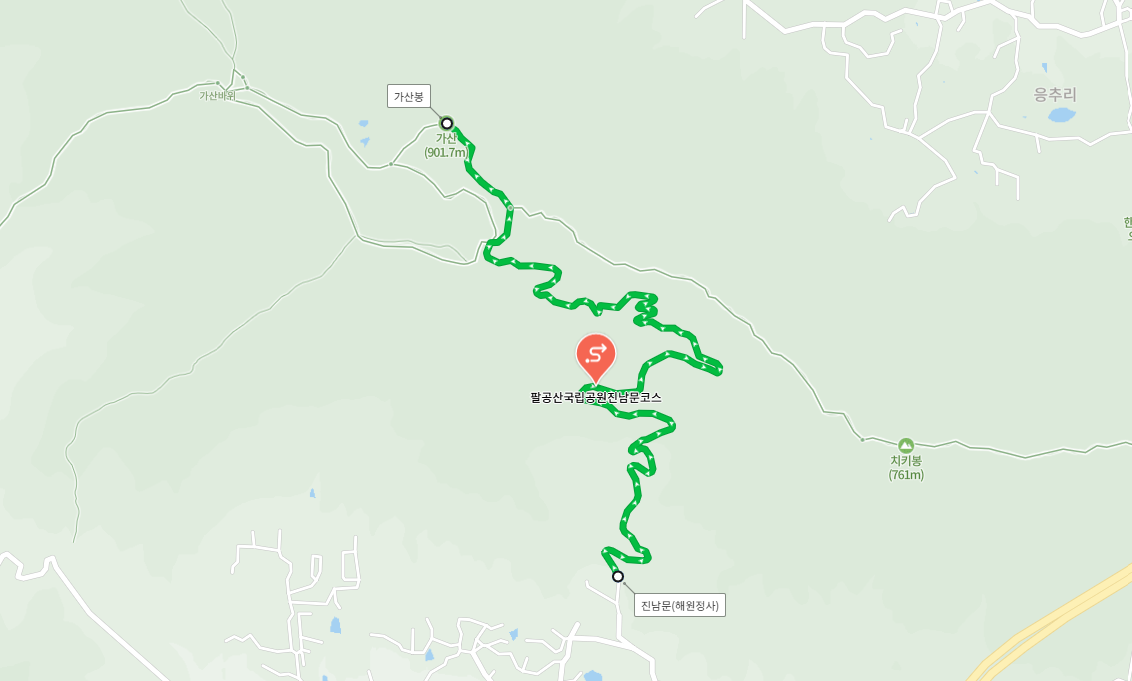 가산바위
가산봉
가산
(901.7m)
응추리
한
팔공산국립공원진남문코스
치키봉
(761m)
진남문(해원정사)